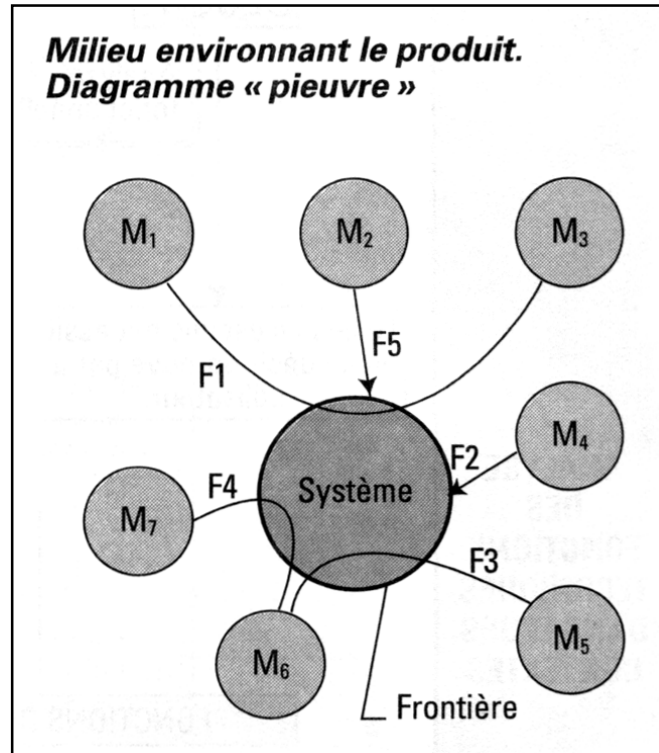 Milieu environnant le produit.
Diagramme « pieuvre »
M₁
M₂
M₃
F5
F1
M₄
F2
Système
F4
M₇
F3
M₅
M₆
Frontière